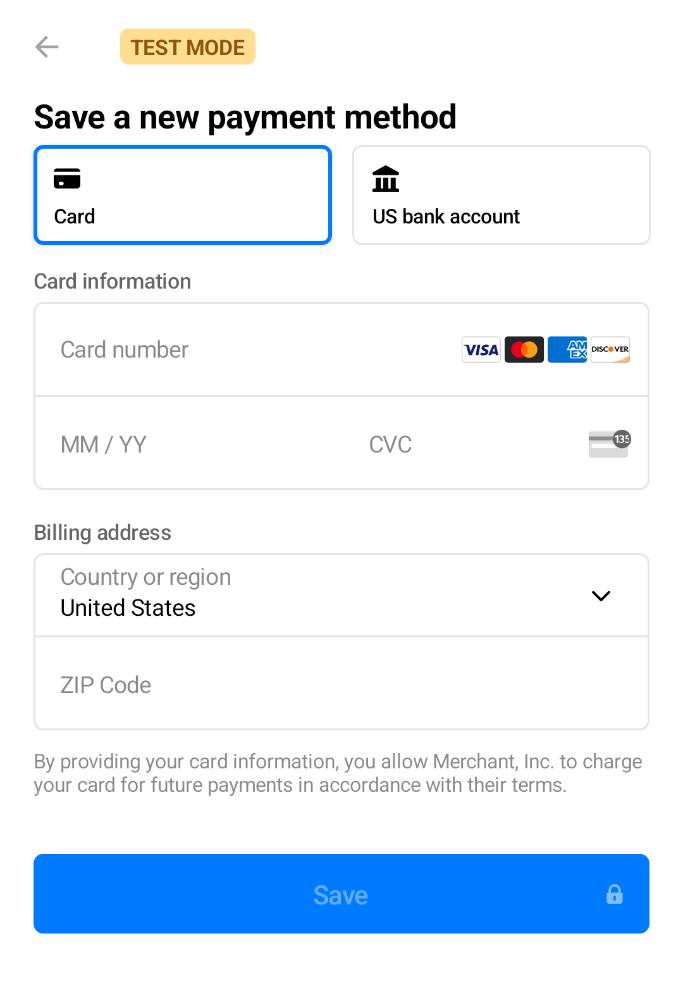 TEST MODE
Save a new payment method
Card
US bank account
Card information
Card number
VISA
AM
EX
DISCOVER
MM / YY
CVC
135
Billing address
Country or region
United States
ZIP Code
By providing your card information, you allow Merchant, Inc. to charge
your card for future payments in accordance with their terms.
Save